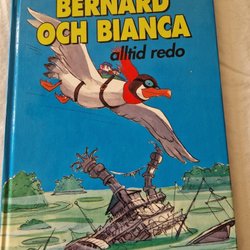 BERNARD
OCH BIANCA
alltid redo